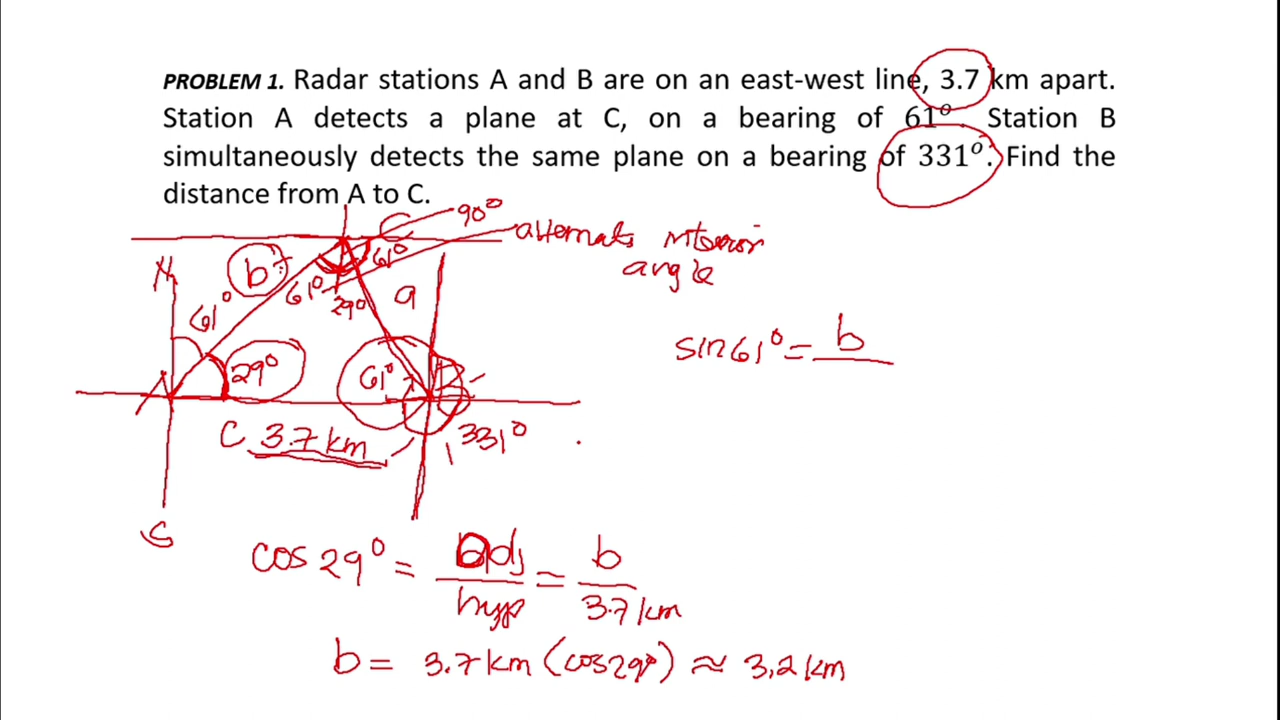 PROBLEM 1. Radar stations A and B are on an east-west line, 3.7 km apart.
Station A detects a plane at C, on a bearing of 61°. Station B
simultaneously detects the same plane on a bearing of 331°. Find the
distance from A to C.
90°
alternate interior
angle
N
b
61°
61°
61°
29°
a
29°
61°
A
C 3.7 km
331°
S
sin 61° = b
cos 29° = adj / hyp = b / 3.7 km
b = 3.7 km (cos 29°) ≈ 3.2 km